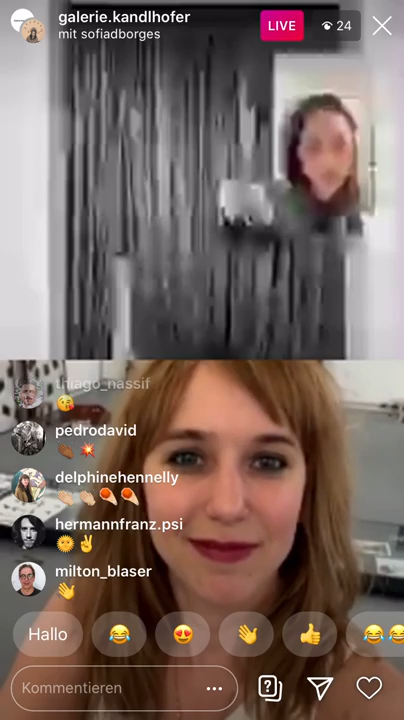 galerie.kandlhofer
mit sofiadborges
LIVE
24
thiago_nassif
pedrodavid
delphinehennelly
hermannfranz.psi
milton_blaser
Hallo
Kommentieren